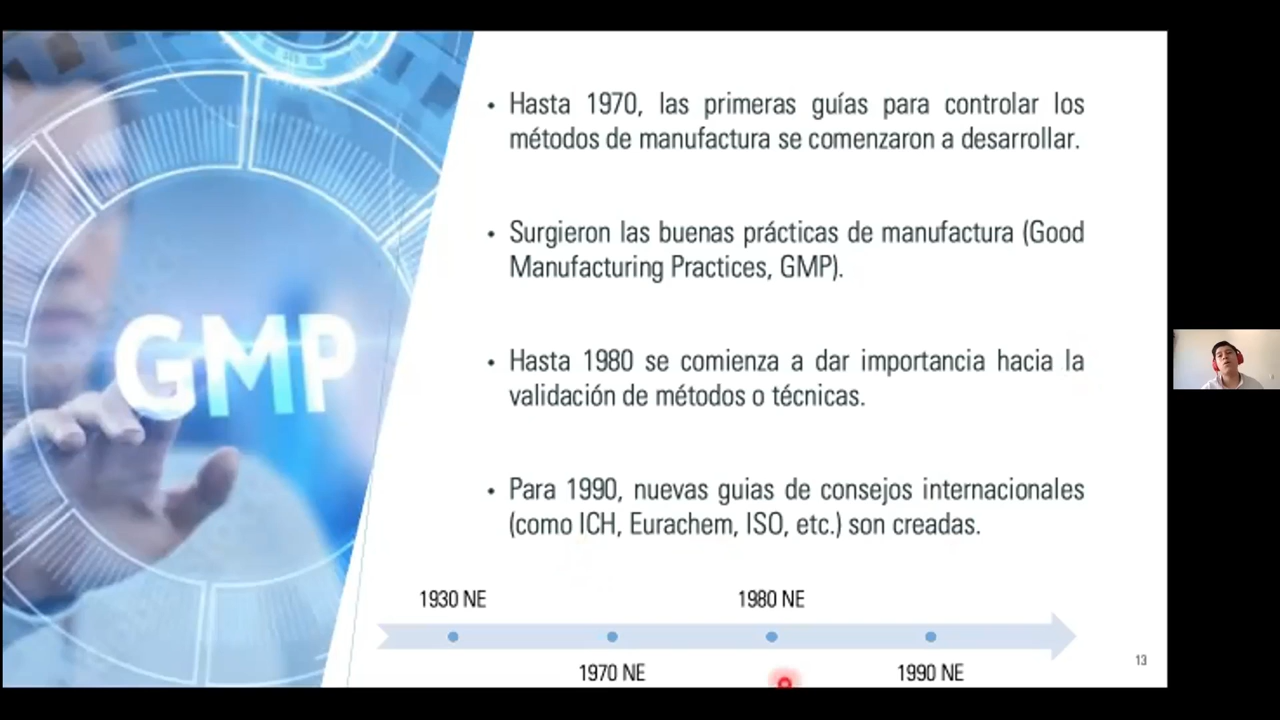 • Hasta 1970, las primeras guías para controlar los
métodos de manufactura se comenzaron a desarrollar.
• Surgieron las buenas prácticas de manufactura (Good
Manufacturing Practices, GMP).
• Hasta 1980 se comienza a dar importancia hacia la
validación de métodos o técnicas.
• Para 1990, nuevas guias de consejos internacionales
(como ICH, Eurachem, ISO, etc.) son creadas.
GMP
1930 NE
1980 NE
1970 NE
1990 NE
13